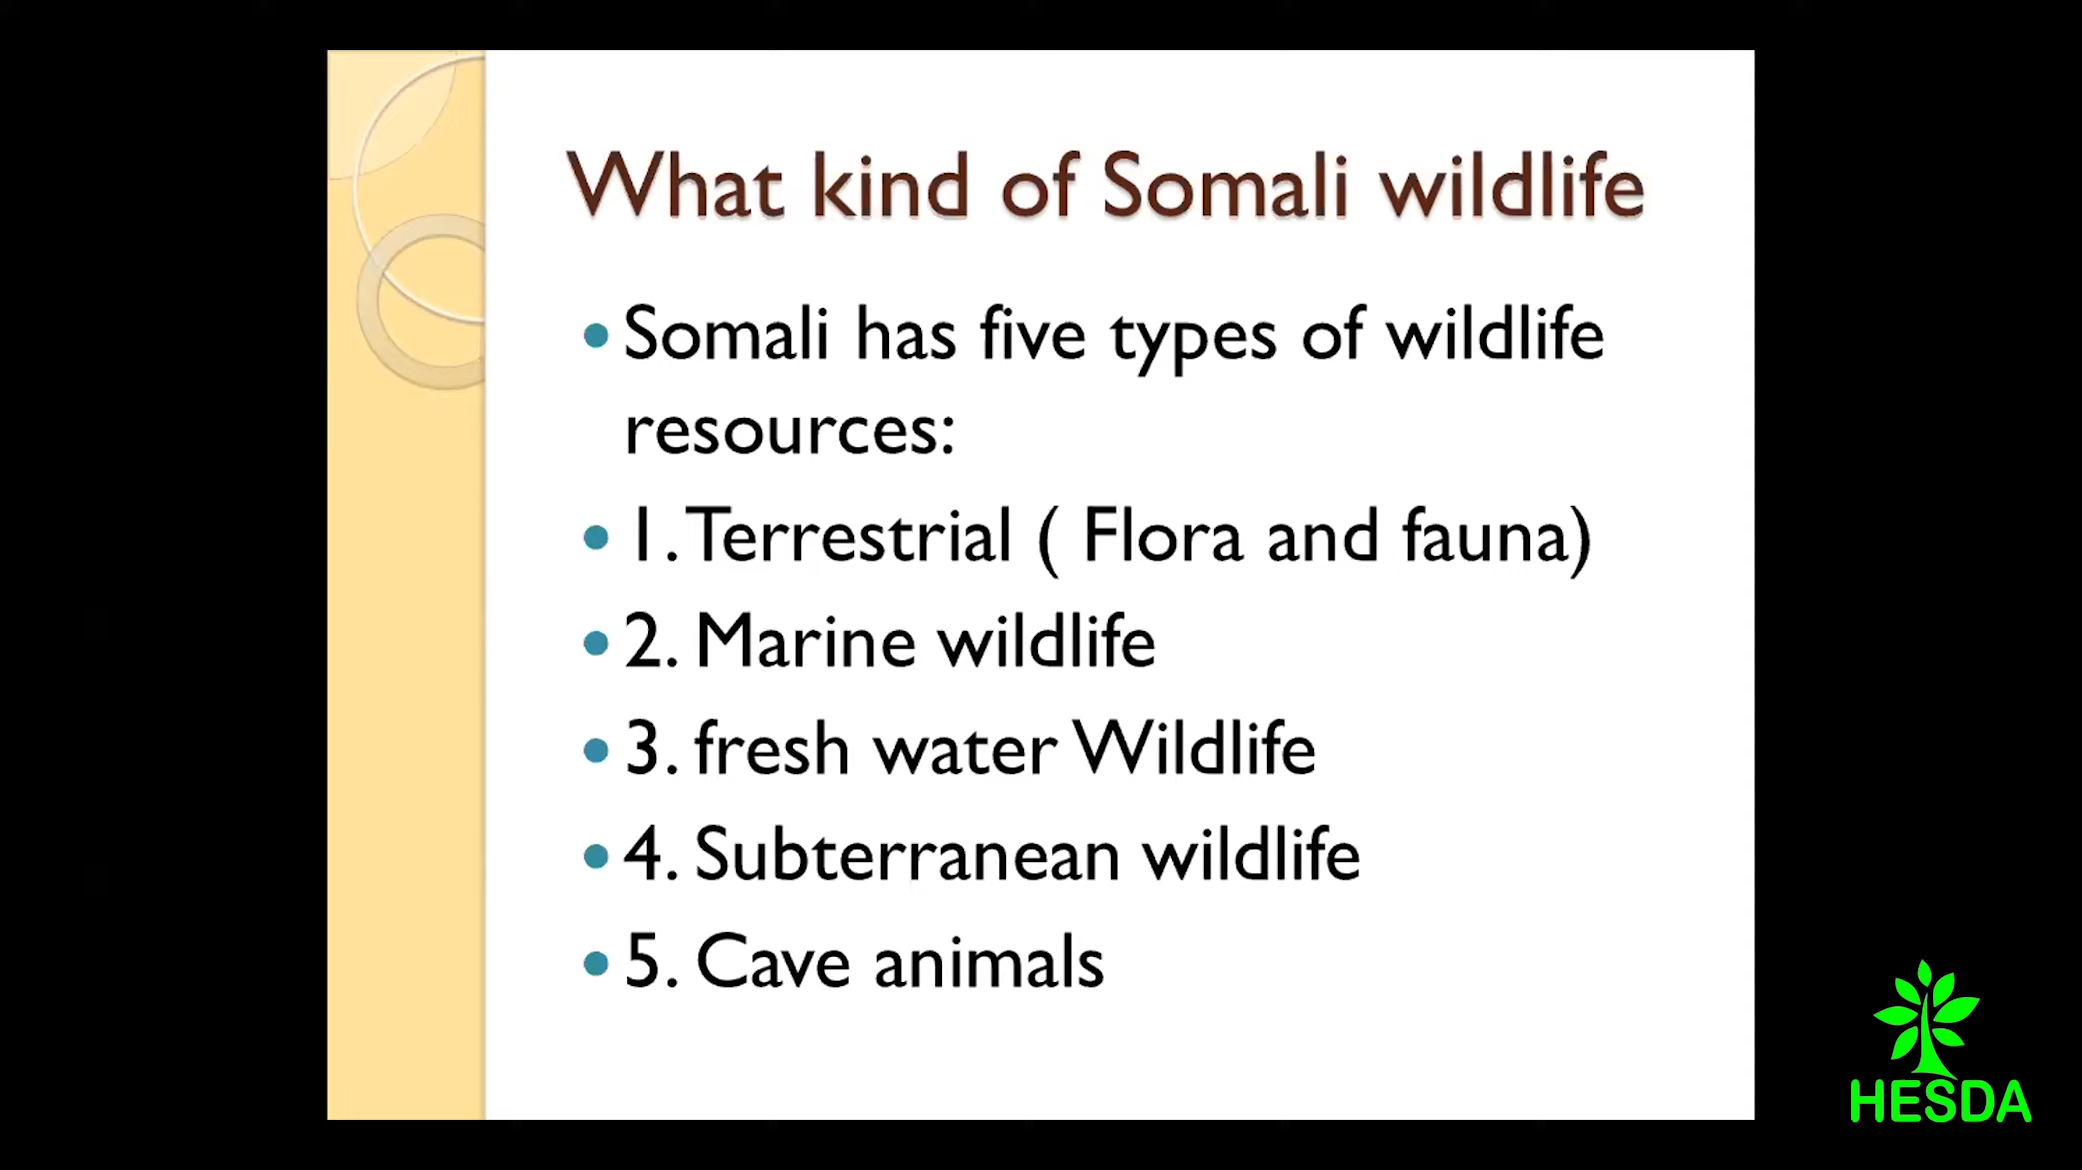 What kind of Somali wildlife
• Somali has five types of wildlife
resources:
• 1. Terrestrial ( Flora and fauna)
• 2. Marine wildlife
• 3. fresh water Wildlife
• 4. Subterranean wildlife
• 5. Cave animals
HESDA